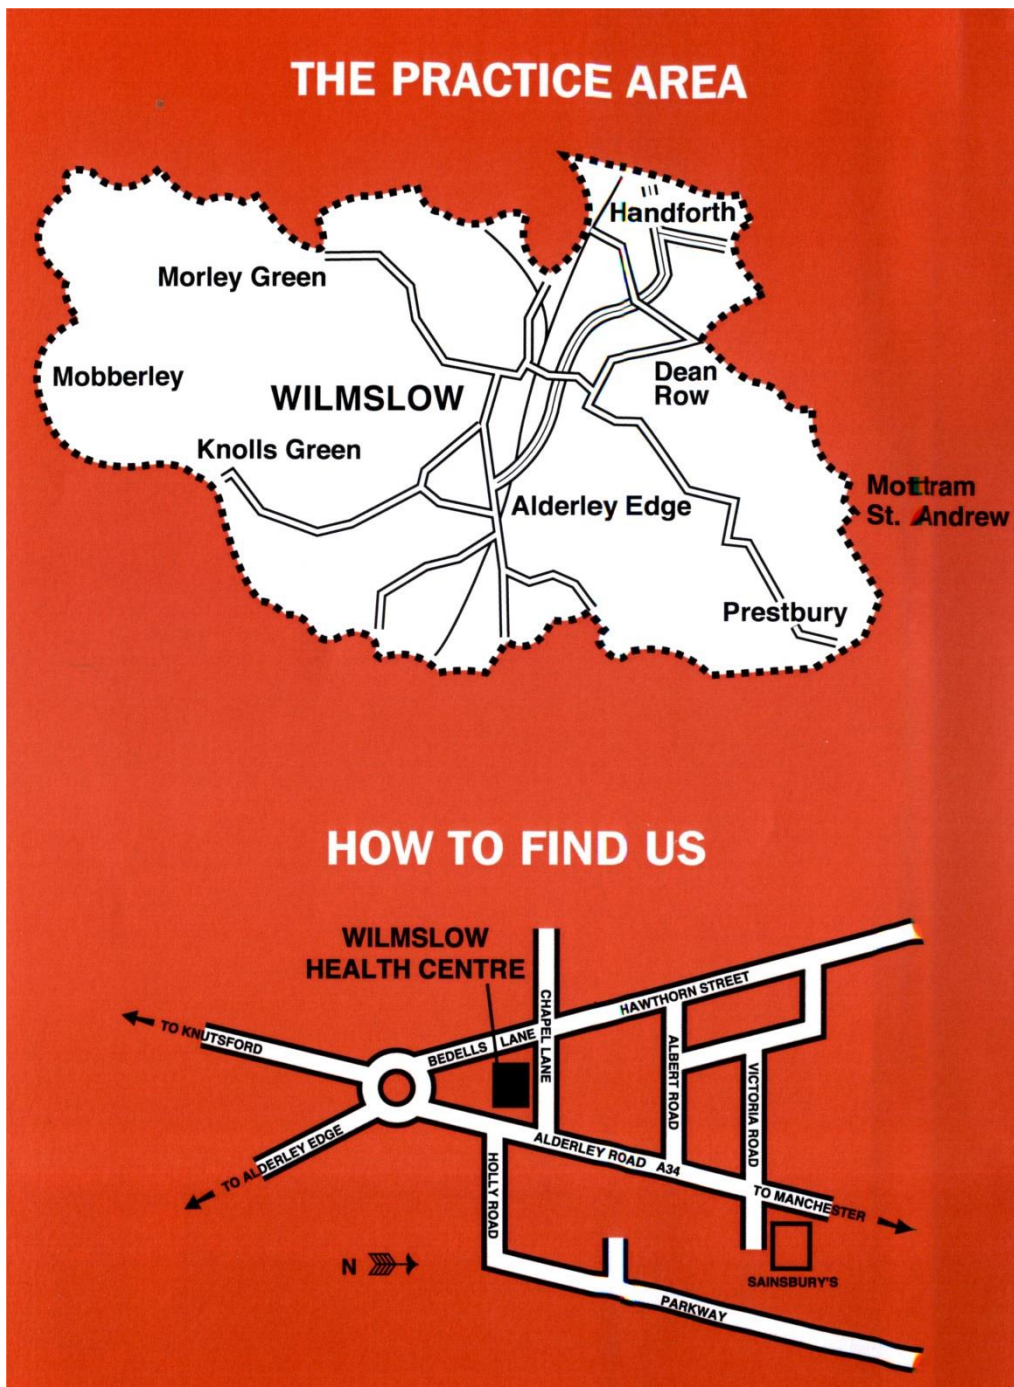 THE PRACTICE AREA
Handforth
Morley Green
Mobberley
Dean
Row
WILMSLOW
Knolls Green
Mottram
St. Andrew
Alderley Edge
Prestbury
HOW TO FIND US
WILMSLOW
HEALTH CENTRE
CHAPEL LANE
HAWTHORN STREET
TO KNUTSFORD
BEDELLS LANE
ALBERT ROAD
VICTORIA ROAD
TO ALDERLEY EDGE
ALDERLEY ROAD A34
HOLLY ROAD
TO MANCHESTER
N
SAINSBURY'S
PARKWAY